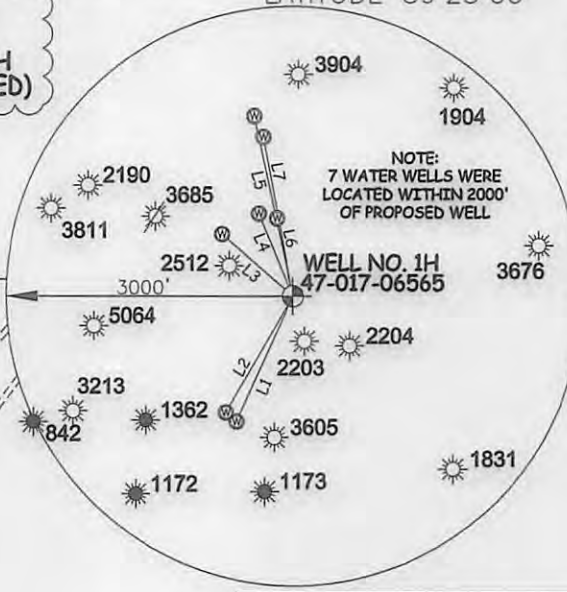 3904
1904
NOTE:
7 WATER WELLS WERE
LOCATED WITHIN 2000'
OF PROPOSED WELL
2190
3685
3811
W
W
L5
L7
W
W
L4
L6
W
2512
L3
WELL NO. 1H
47-017-06565
3676
3000'
5064
2204
2203
L2
L1
3213
1362
W
W
842
3605
1831
1172
1173
H
ED)